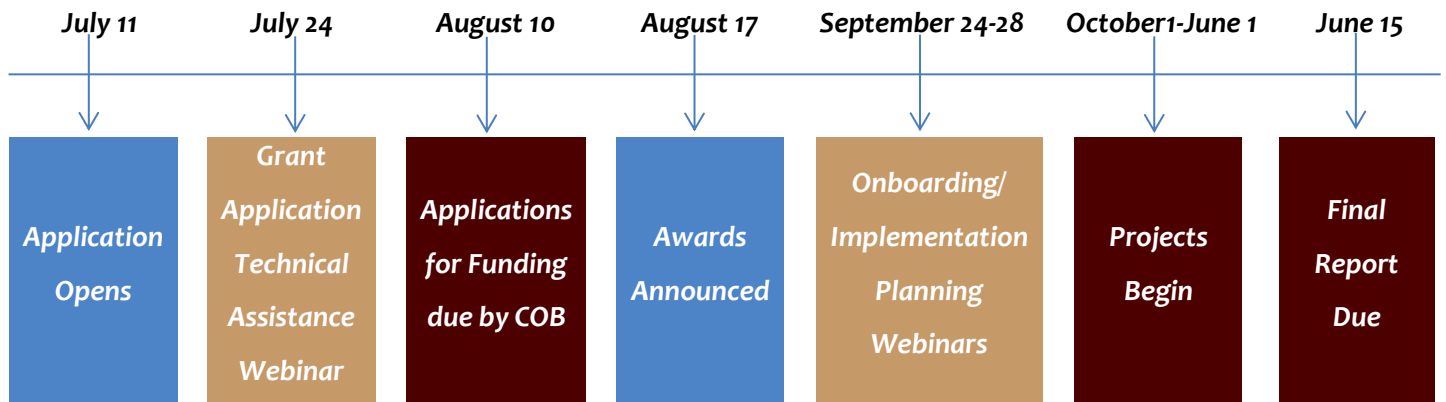 July 11
July 24
August 10
August 17
September 24-28
October1-June 1
June 15
Application
Opens
Grant
Application
Technical
Assistance
Webinar
Applications
for Funding
due by COB
Awards
Announced
Onboarding/
Implementation
Planning
Webinars
Projects
Begin
Final
Report
Due